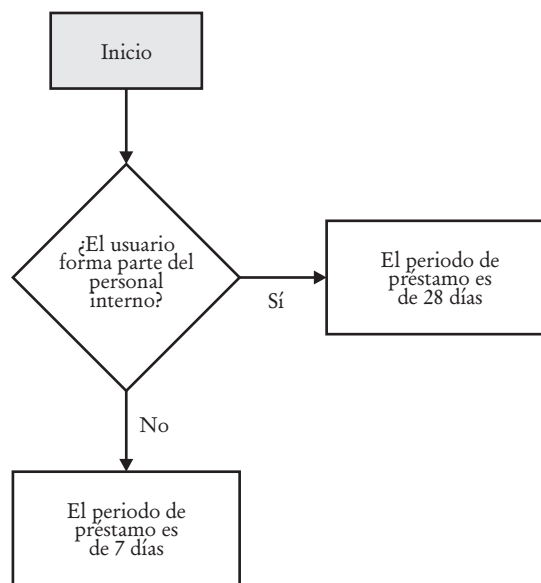 Inicio
¿El usuario
forma parte del
personal
interno?
Sí
El periodo de
préstamo es
de 28 días
No
El periodo de
préstamo es
de 7 días